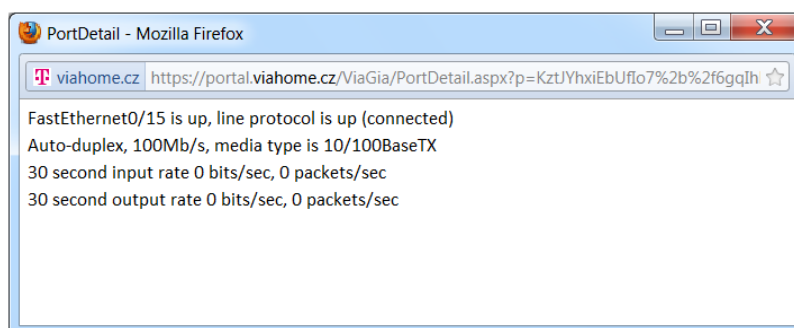 PortDetail - Mozilla Firefox
viahome.cz https://portal.viahome.cz/ViaGia/PortDetail.aspx?p=KztJYhxiEbUfIo7%2b%2f6gqIh
FastEthernet0/15 is up, line protocol is up (connected)
Auto-duplex, 100Mb/s, media type is 10/100BaseTX
30 second input rate 0 bits/sec, 0 packets/sec
30 second output rate 0 bits/sec, 0 packets/sec